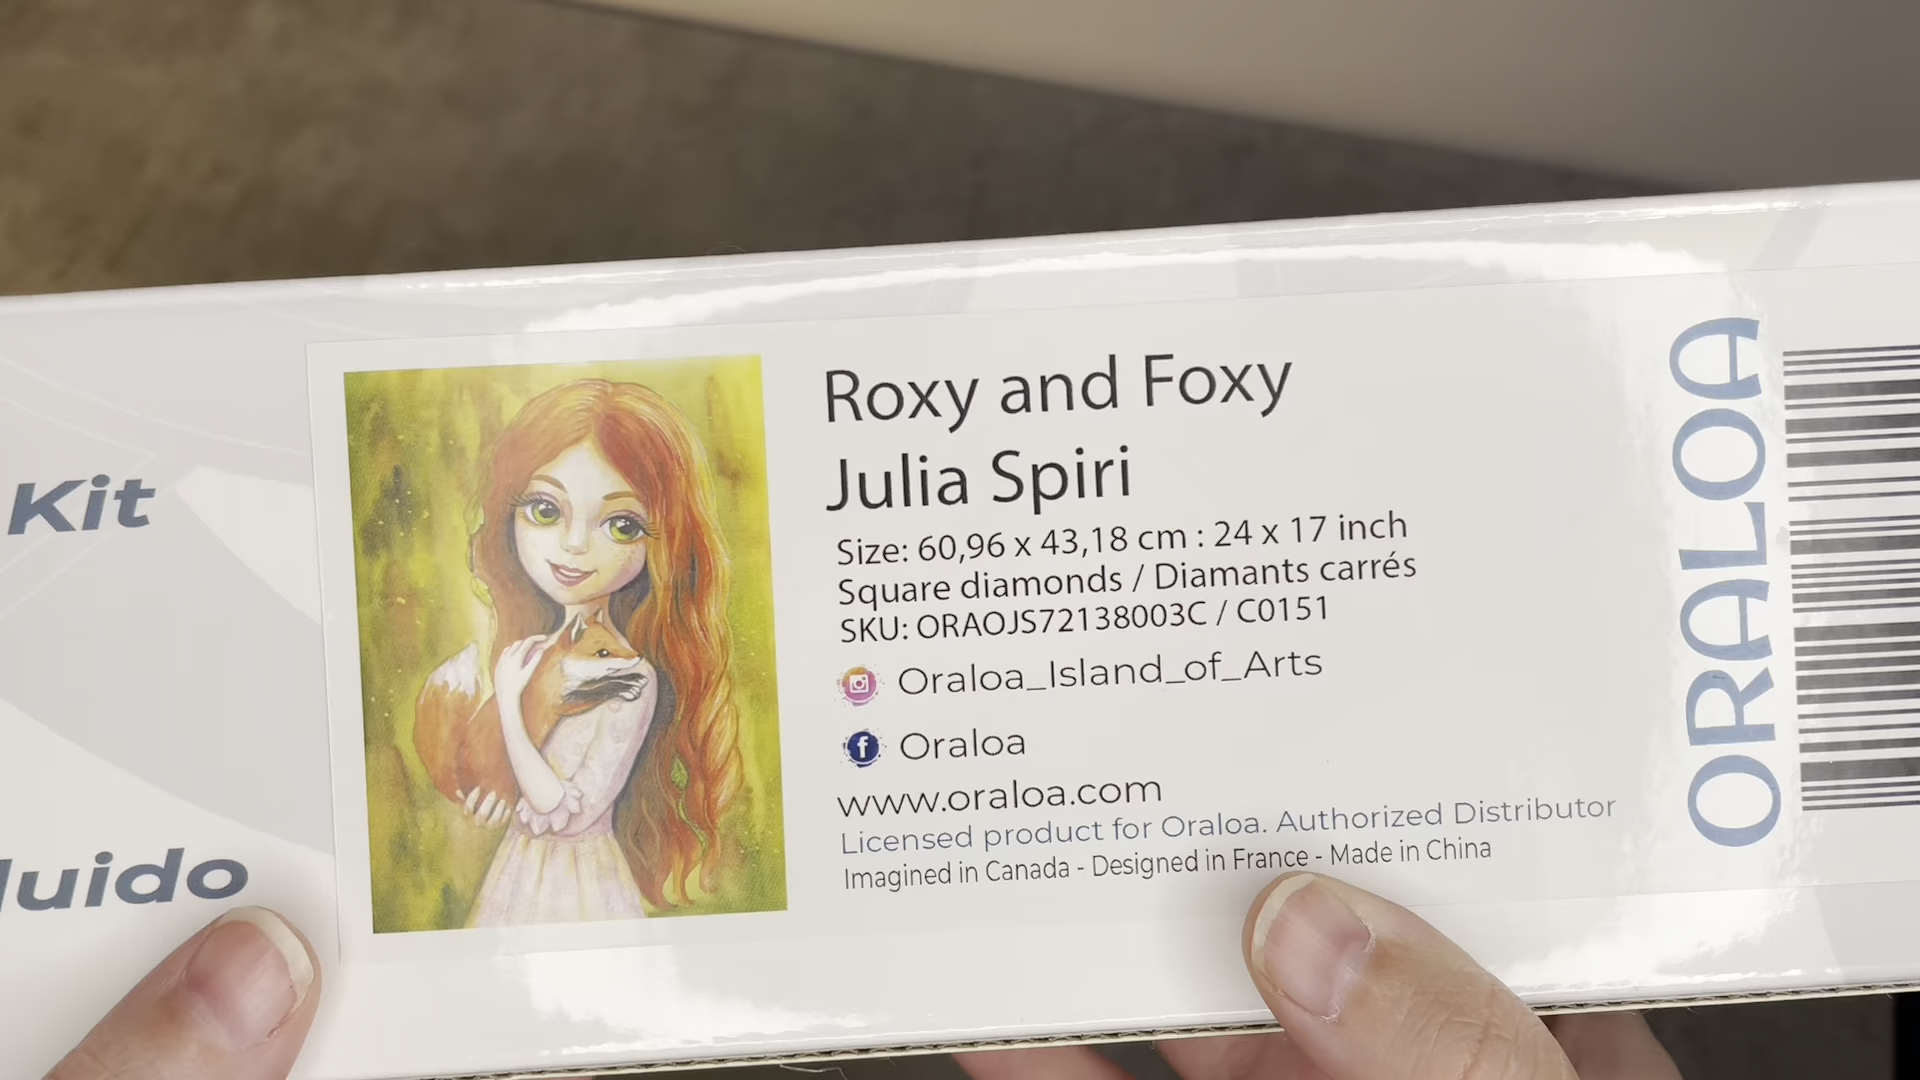 Kit
Roxy and Foxy
Julia Spiri
Size: 60,96 x 43,18 cm : 24 x 17 inch
Square diamonds / Diamants carrés
SKU: ORAOJS72138003C / C0151
Oraloa_Island_of_Arts
f Oraloa
www.oraloa.com
Licensed product for Oraloa. Authorized Distributor
Imagined in Canada - Designed in France - Made in China
ORALOA